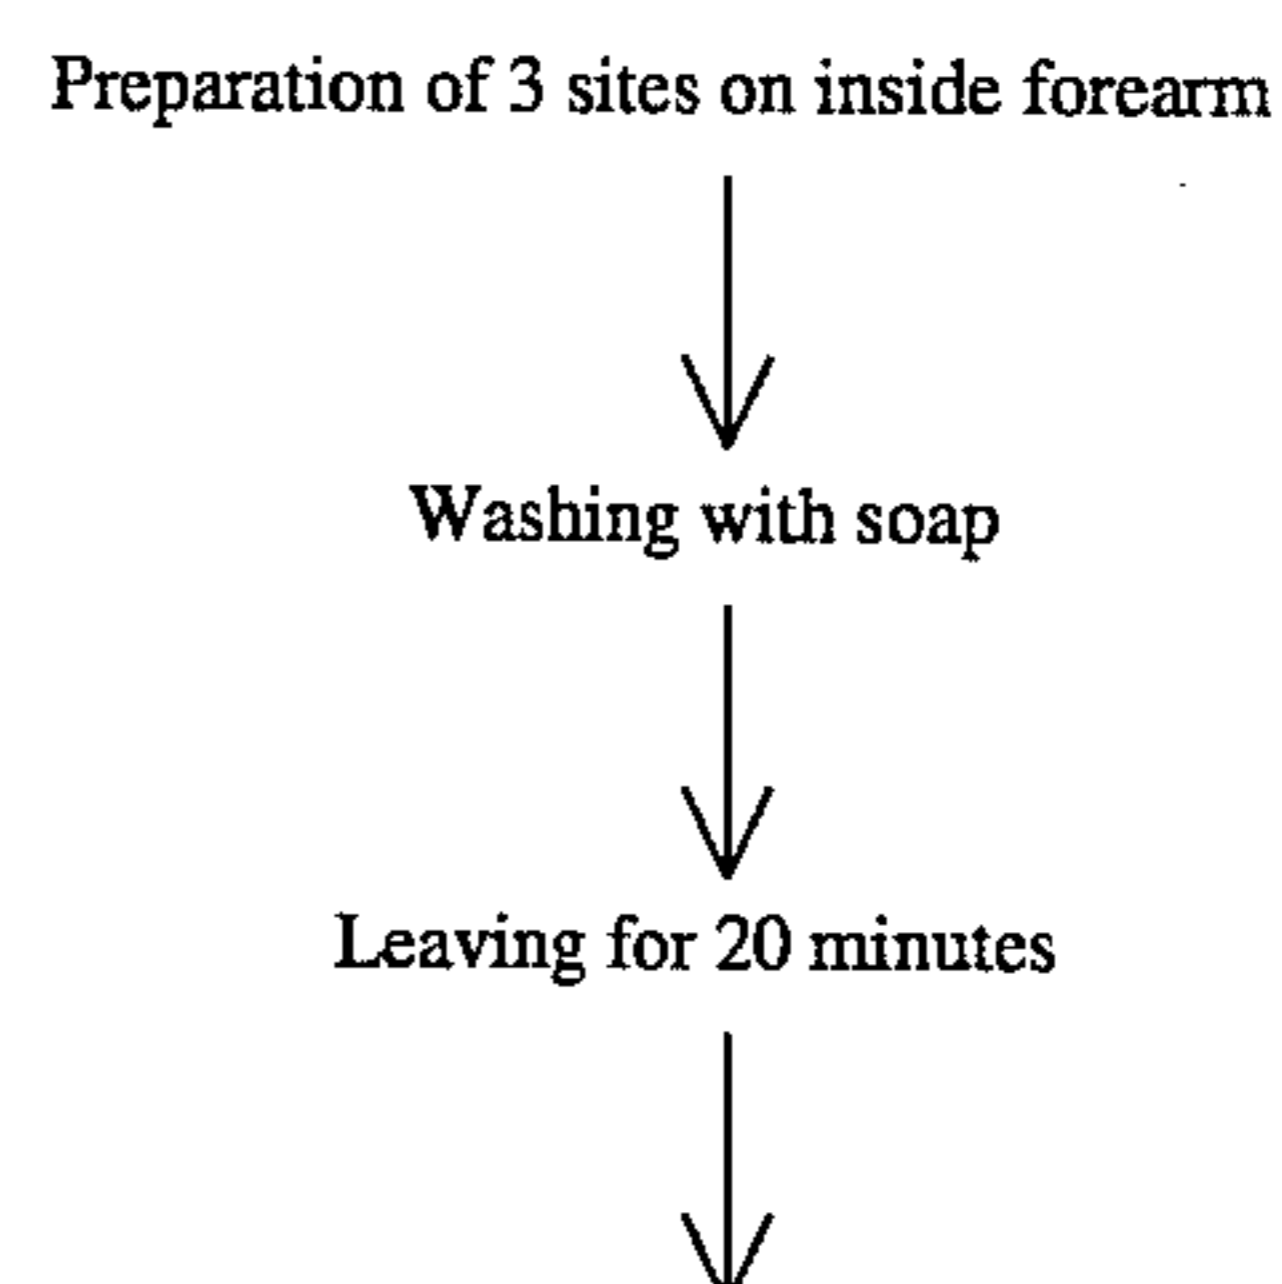 Preparation of 3 sites on inside forearm
Washing with soap
Leaving for 20 minutes